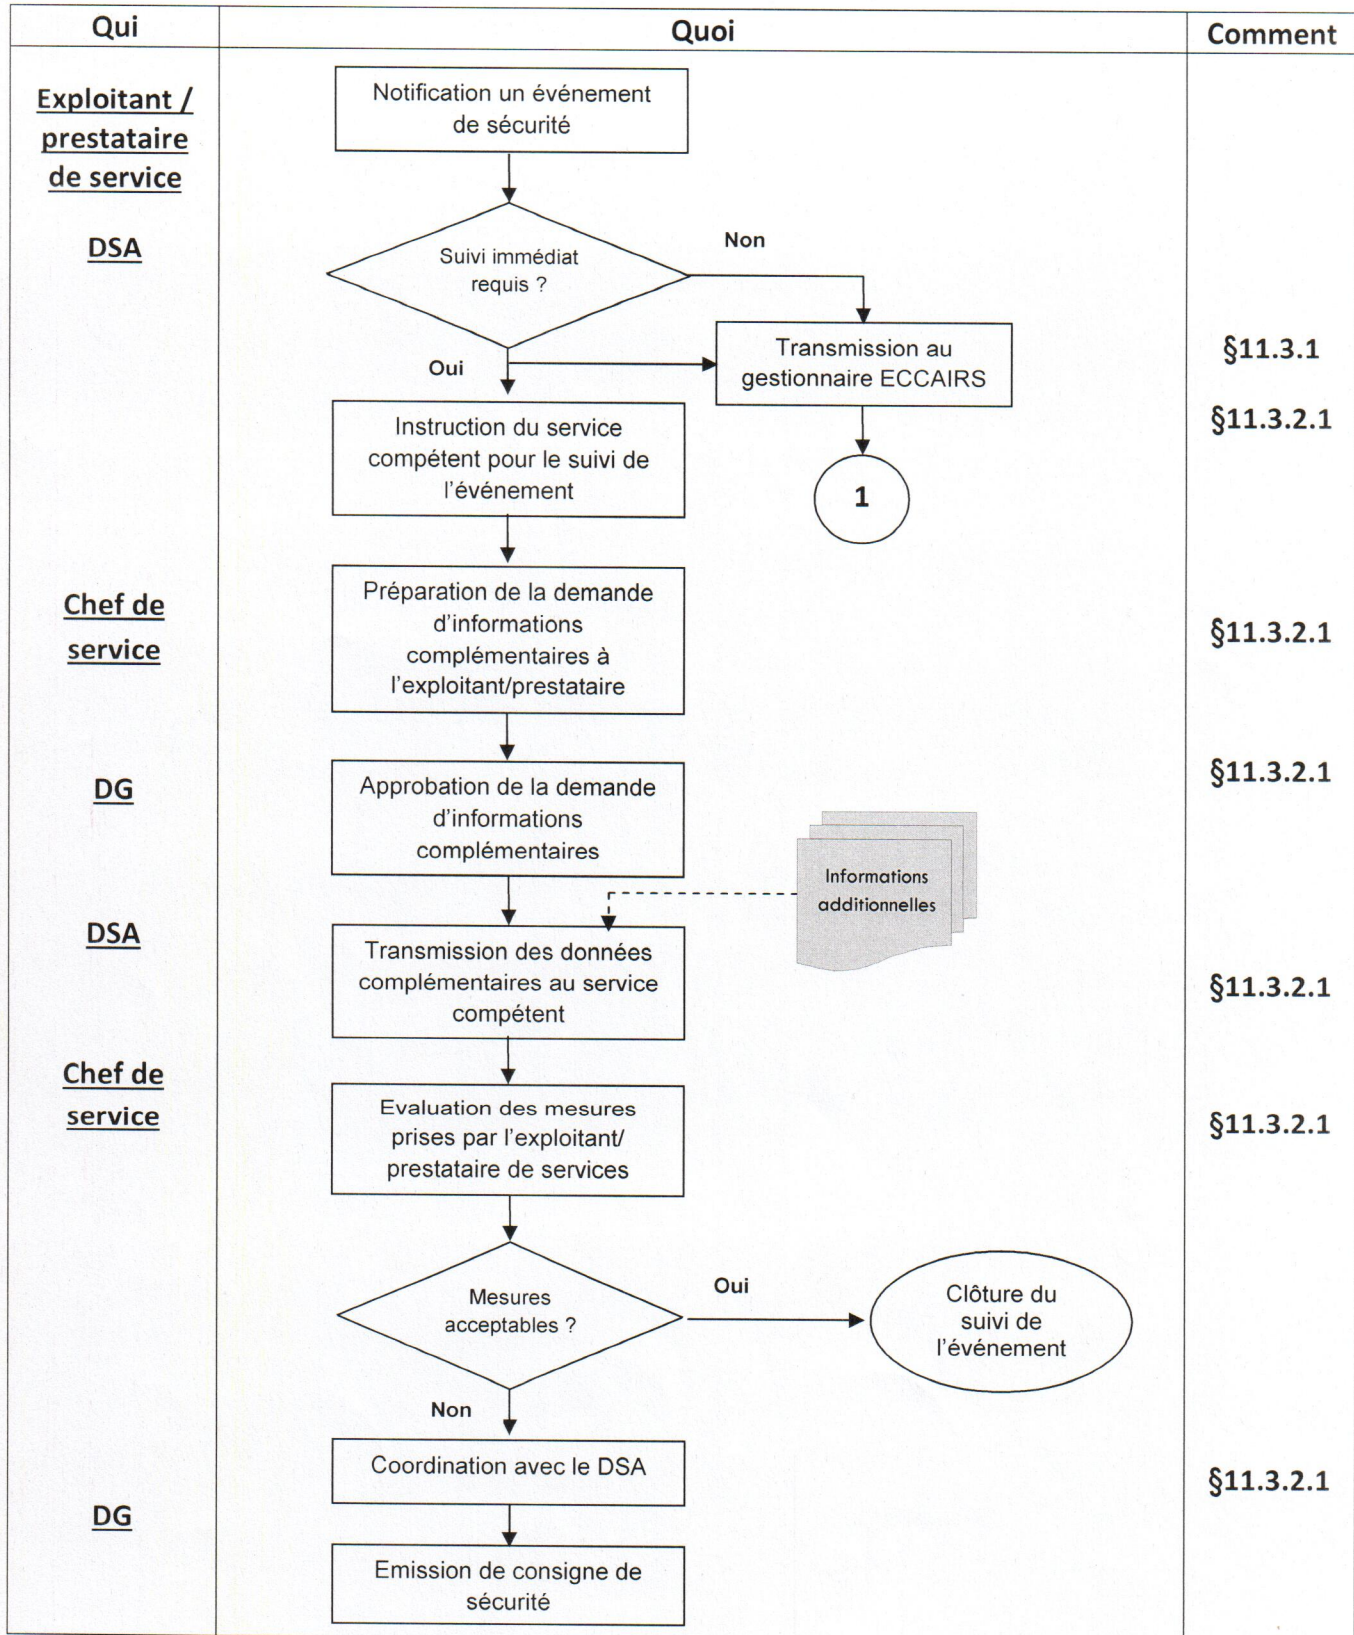 Qui
Quoi
Comment
Exploitant /
prestataire
de service
Notification un événement
de sécurité
DSA
Suivi immédiat
requis ?
Non
Oui
Transmission au
gestionnaire ECCAIRS
§11.3.1
Instruction du service
compétent pour le suivi de
l'événement
1
§11.3.2.1
Chef de
service
Préparation de la demande
d'informations
complémentaires à
l'exploitant/prestataire
§11.3.2.1
DG
Approbation de la demande
d'informations
complémentaires
§11.3.2.1
Informations
additionnelles
DSA
Transmission des données
complémentaires au service
compétent
§11.3.2.1
Chef de
service
Evaluation des mesures
prises par l'exploitant/
prestataire de services
§11.3.2.1
Mesures
acceptables ?
Oui
Clôture du
suivi de
l'événement
Non
Coordination avec le DSA
§11.3.2.1
DG
Emission de consigne de
sécurité